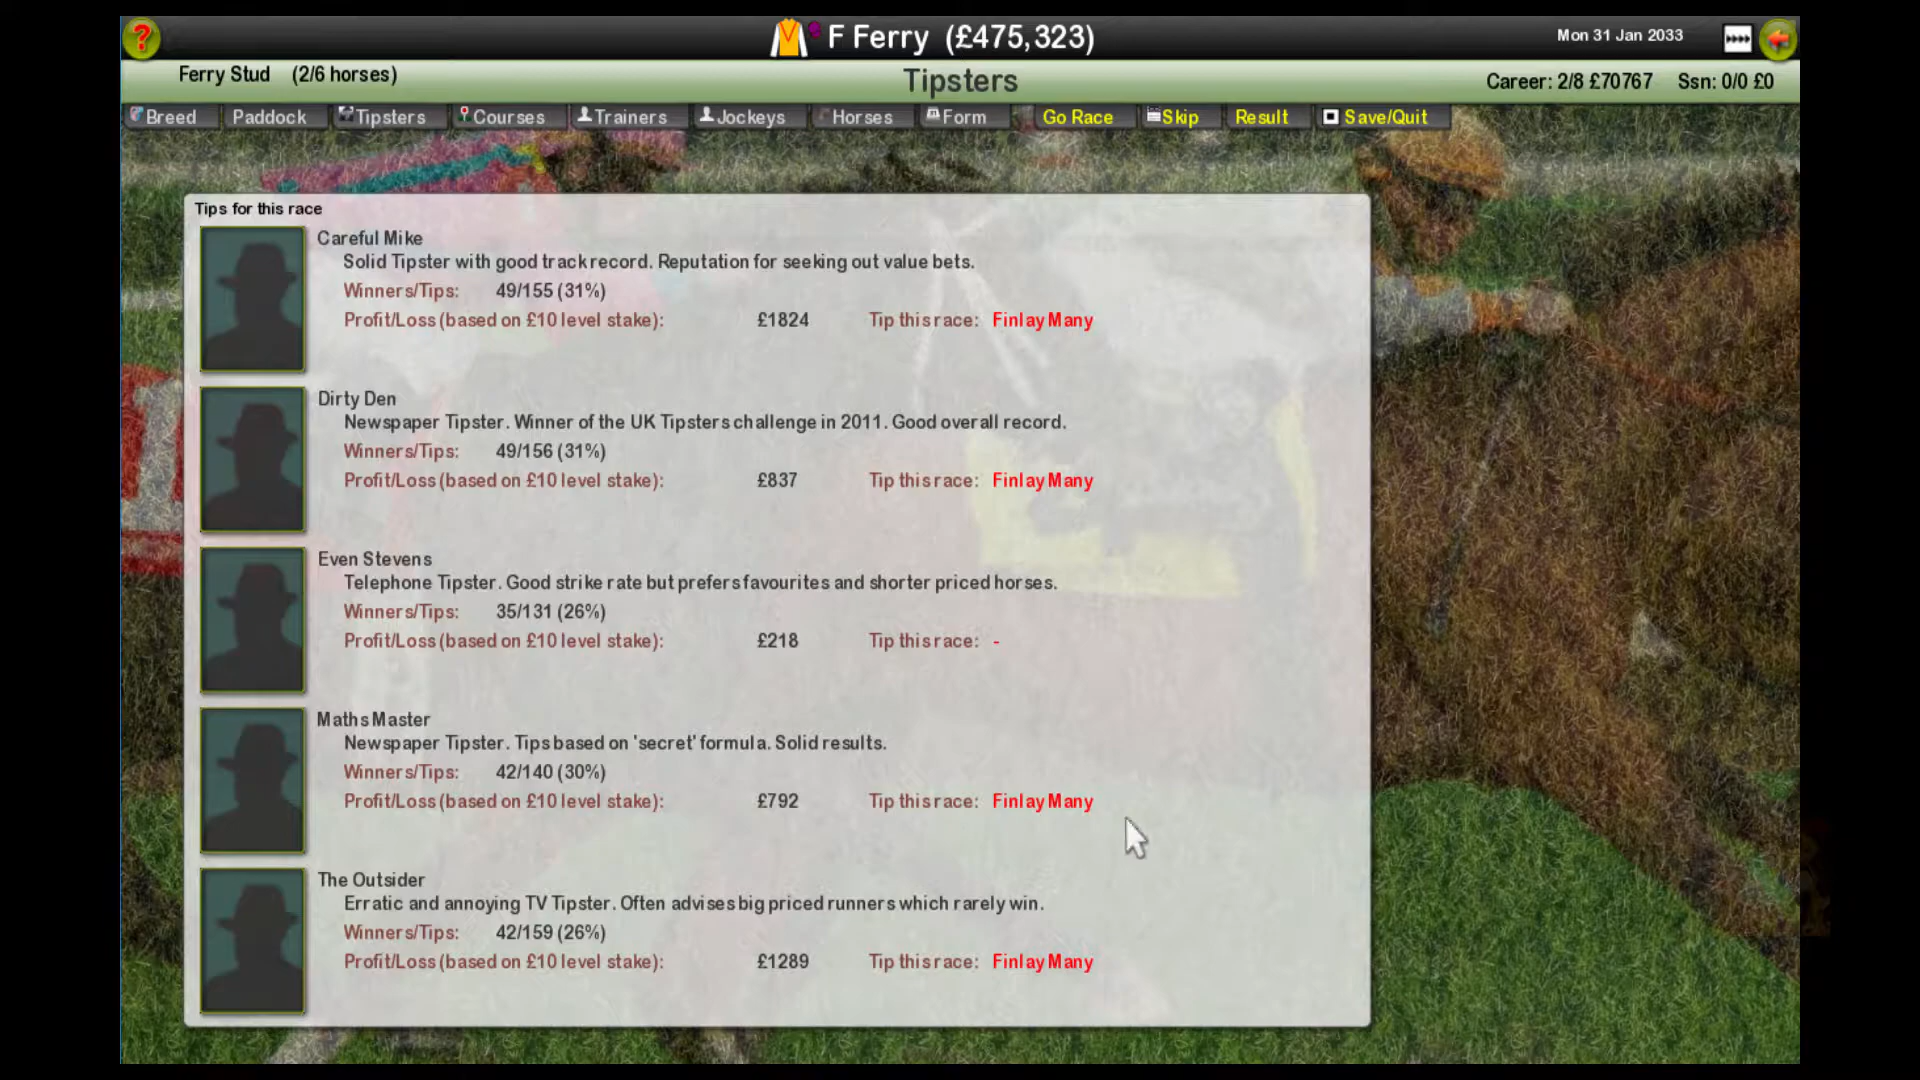 ?
F Ferry (£475,323)
Mon 31 Jan 2033
Ferry Stud (2/6 horses)
Tipsters
Career: 2/8 £70767 Ssn: 0/0 £0
Breed Paddock Tipsters Courses Trainers Jockeys Horses Form Go Race Skip Result Save/Quit
Tips for this race
Careful Mike
Solid Tipster with good track record. Reputation for seeking out value bets.
Winners/Tips: 49/155 (31%)
Profit/Loss (based on £10 level stake): £1824 Tip this race: Finlay Many
Dirty Den
Newspaper Tipster. Winner of the UK Tipsters challenge in 2011. Good overall record.
Winners/Tips: 49/156 (31%)
Profit/Loss (based on £10 level stake): £837 Tip this race: Finlay Many
Even Stevens
Telephone Tipster. Good strike rate but prefers favourites and shorter priced horses.
Winners/Tips: 35/131 (26%)
Profit/Loss (based on £10 level stake): £218 Tip this race: -
Maths Master
Newspaper Tipster. Tips based on 'secret' formula. Solid results.
Winners/Tips: 42/140 (30%)
Profit/Loss (based on £10 level stake): £792 Tip this race: Finlay Many
The Outsider
Erratic and annoying TV Tipster. Often advises big priced runners which rarely win.
Winners/Tips: 42/159 (26%)
Profit/Loss (based on £10 level stake): £1289 Tip this race: Finlay Many